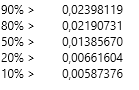 90% > 0,02398119
80% > 0,02190731
50% > 0,01385670
20% > 0,00661604
10% > 0,00587376